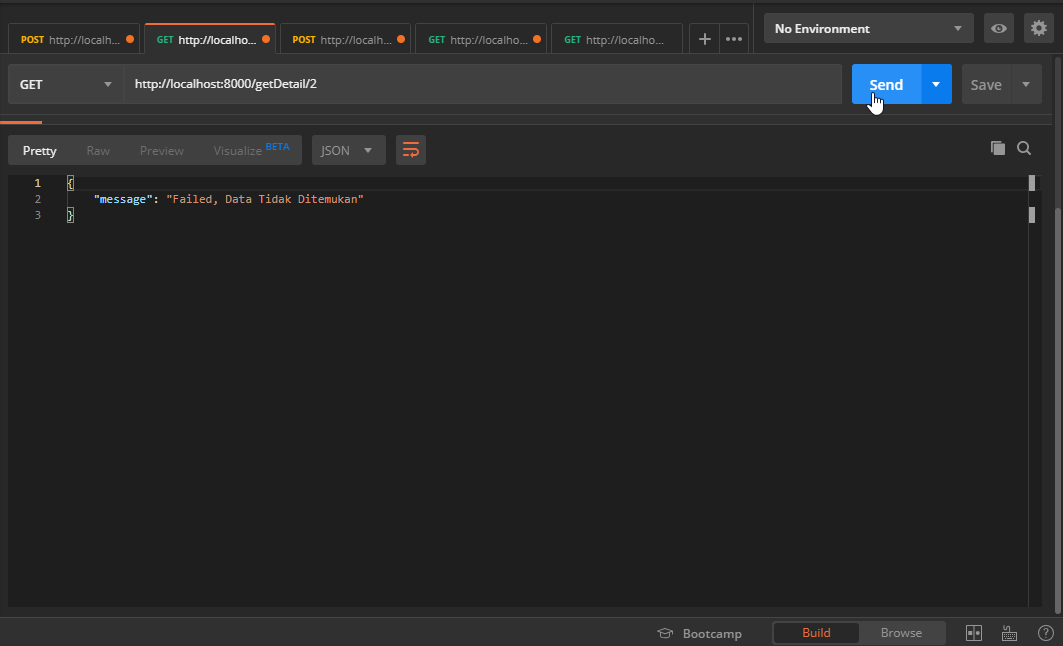 POST http://localh...
GET http://localho...
POST http://localh...
GET http://localho...
GET http://localho...
No Environment
GET
http://localhost:8000/getDetail/2
Send
Save
Pretty
Raw
Preview
Visualize BETA
JSON
1 {
2 "message": "Failed, Data Tidak Ditemukan"
3 }
Bootcamp
Build
Browse